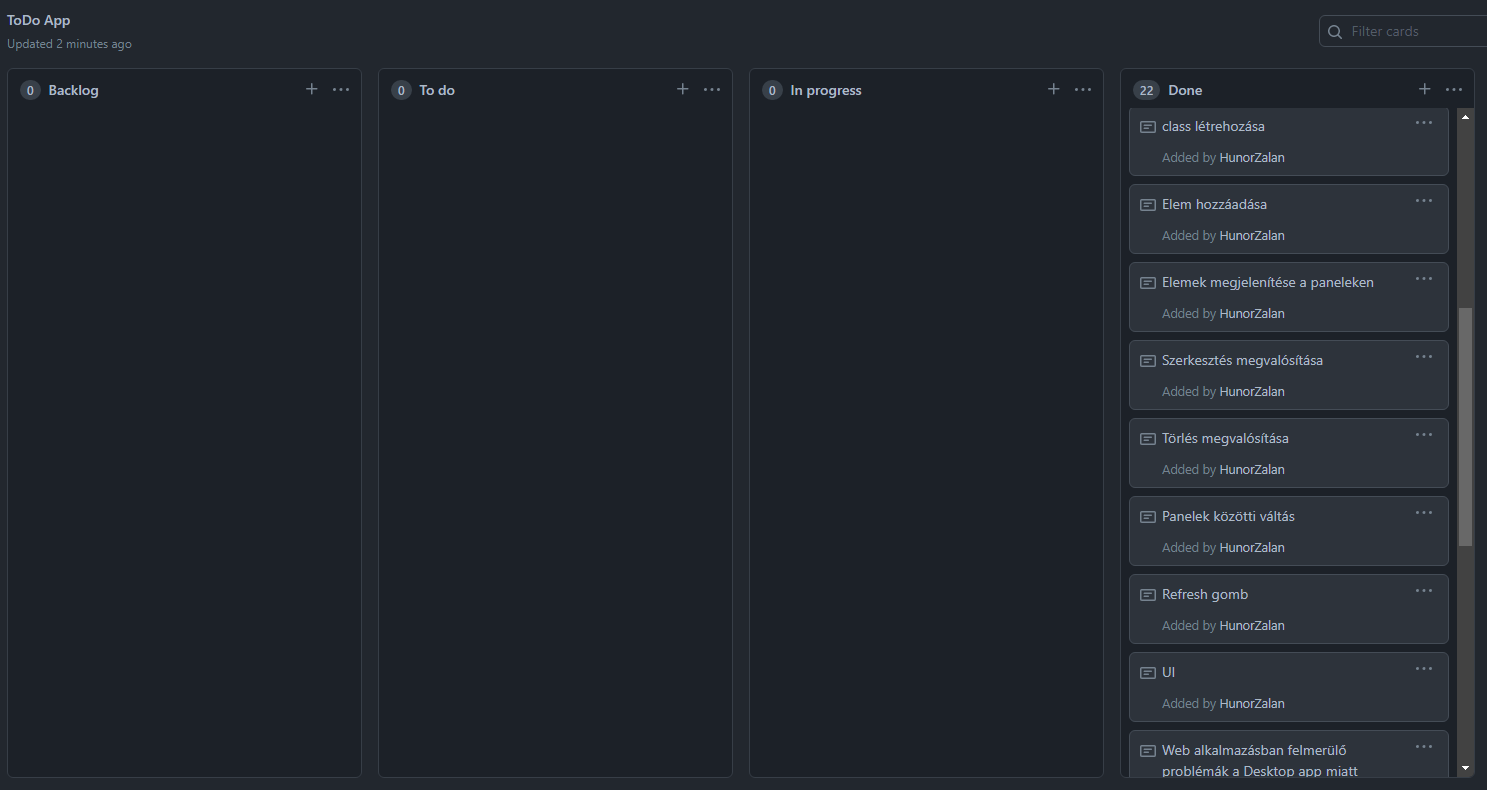 ToDo App
Updated 2 minutes ago
Filter cards
0 Backlog
0 To do
0 In progress
22 Done
class létrehozása
Added by HunorZalan
Elem hozzáadása
Added by HunorZalan
Elemek megjelenítése a paneleken
Added by HunorZalan
Szerkesztés megvalósítása
Added by HunorZalan
Törlés megvalósítása
Added by HunorZalan
Panelek közötti váltás
Added by HunorZalan
Refresh gomb
Added by HunorZalan
UI
Added by HunorZalan
Web alkalmazásban felmerülő
problémák a Desktop app miatt